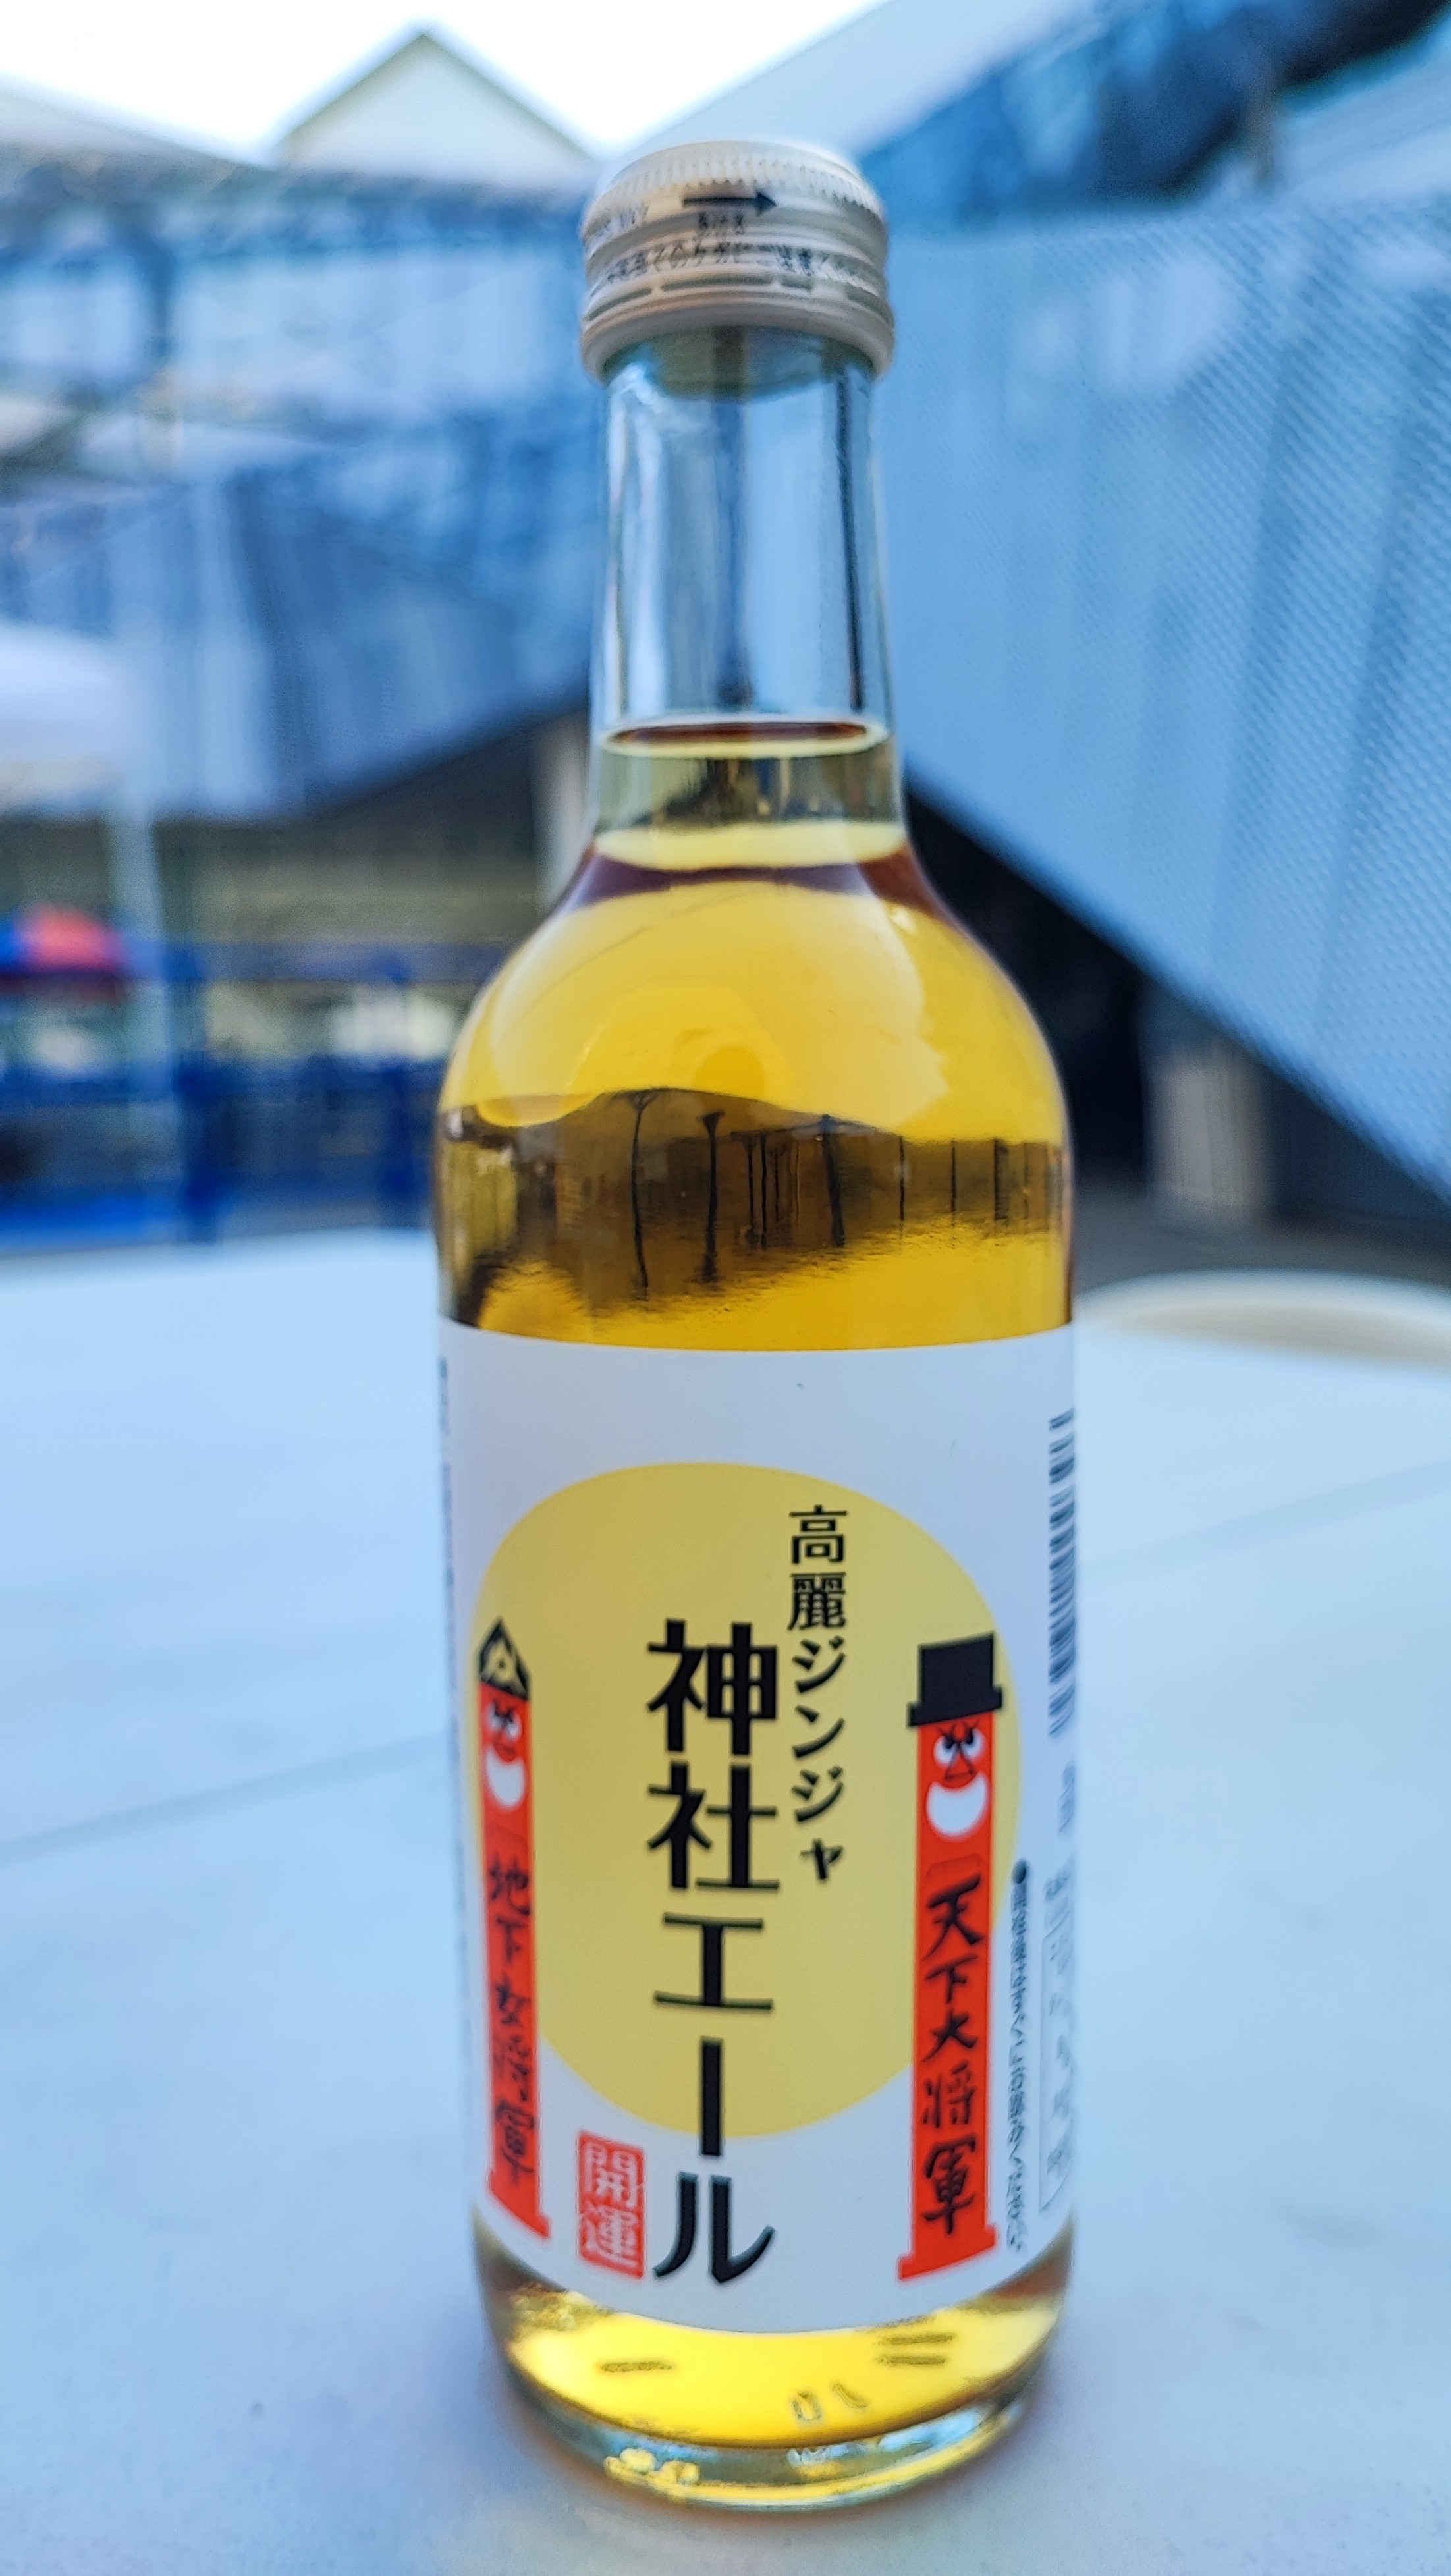 高麗ジンジャ
神社エール
開運
天下大将軍
地下女将軍